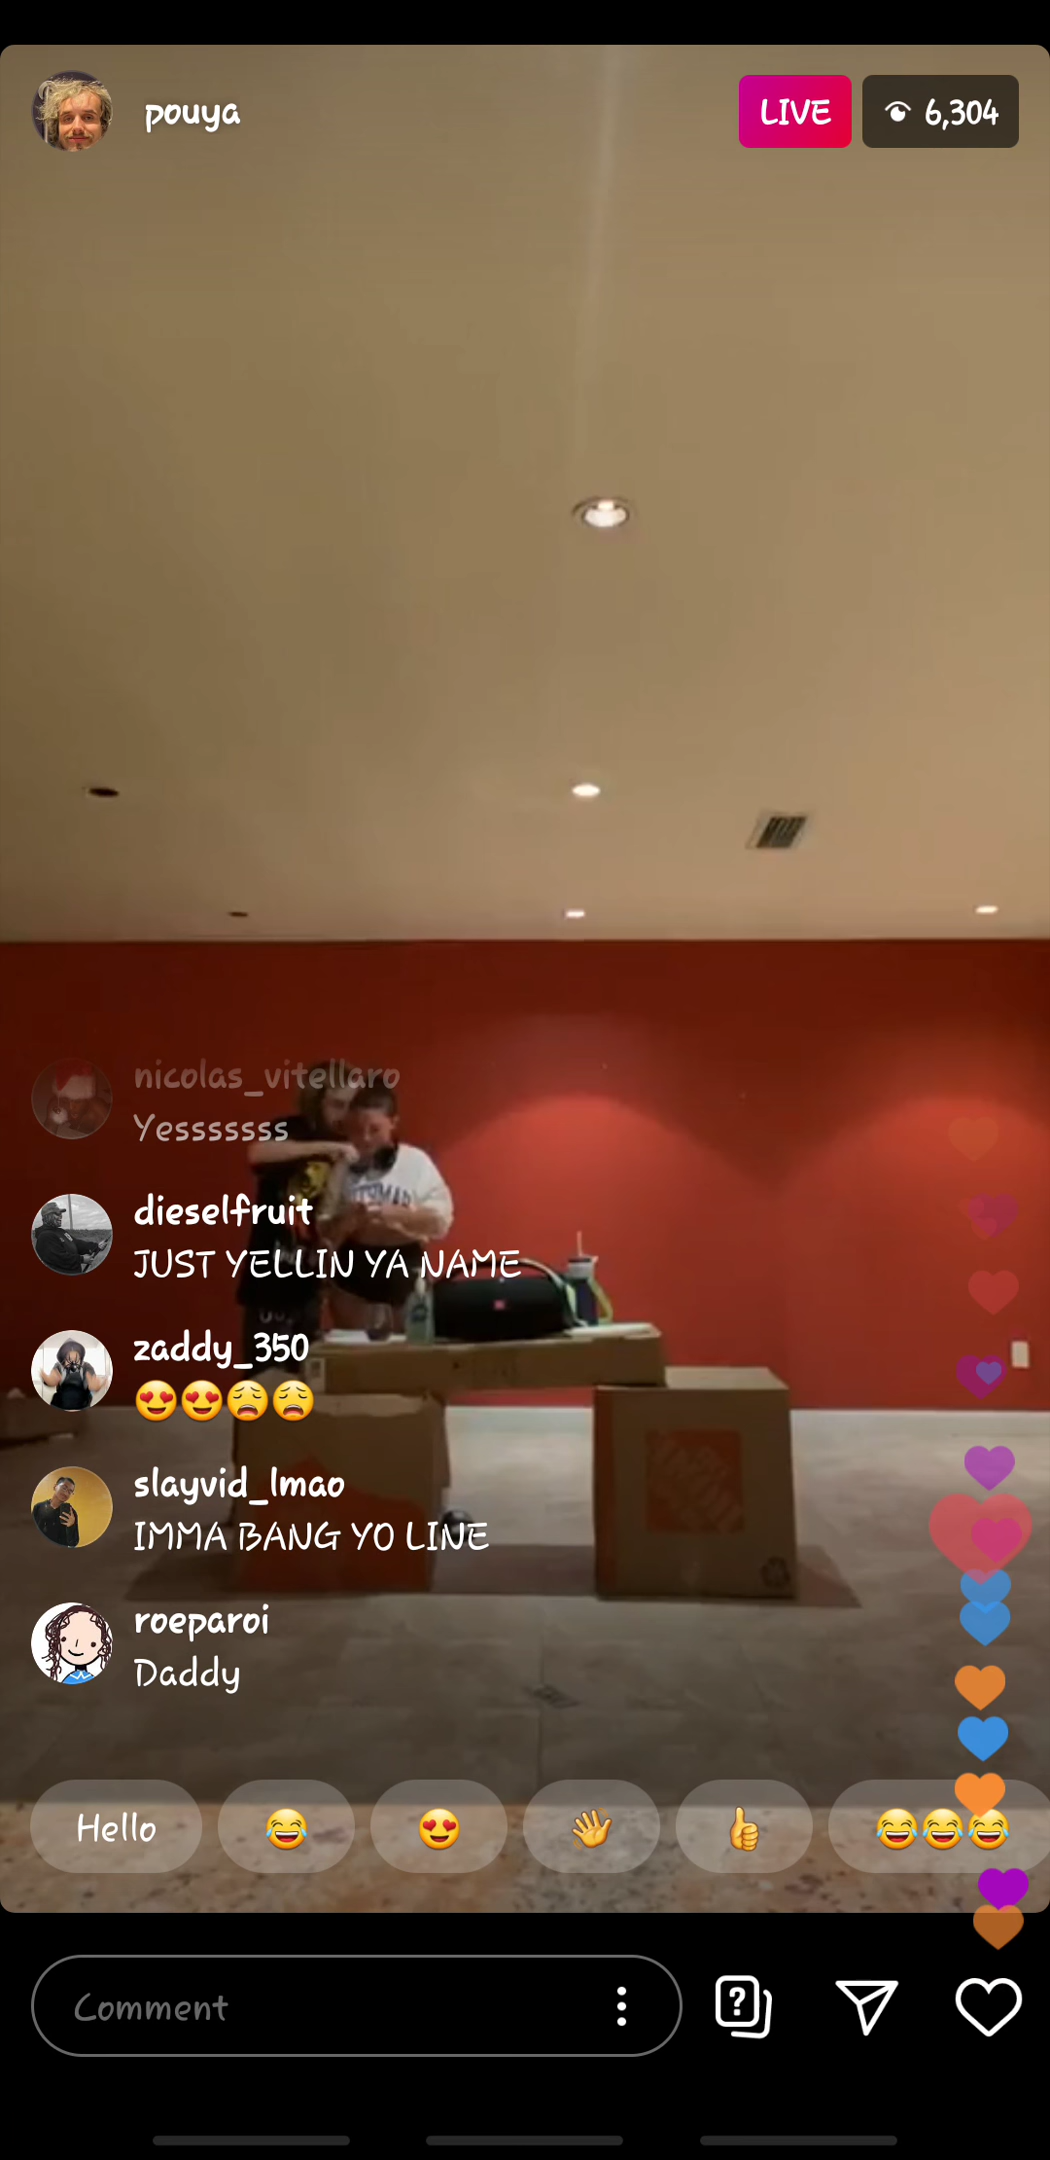 pouya
LIVE
6,304
nicolas_vitellaro
Yesssssss
dieselfruit
JUST YELLIN YA NAME
zaddy_350
😍😍😩😩
slayvid_lmao
IMMA BANG YO LINE
roeparoi
Daddy
Hello 😂 😍 👋 👍 😂😂😂
Comment